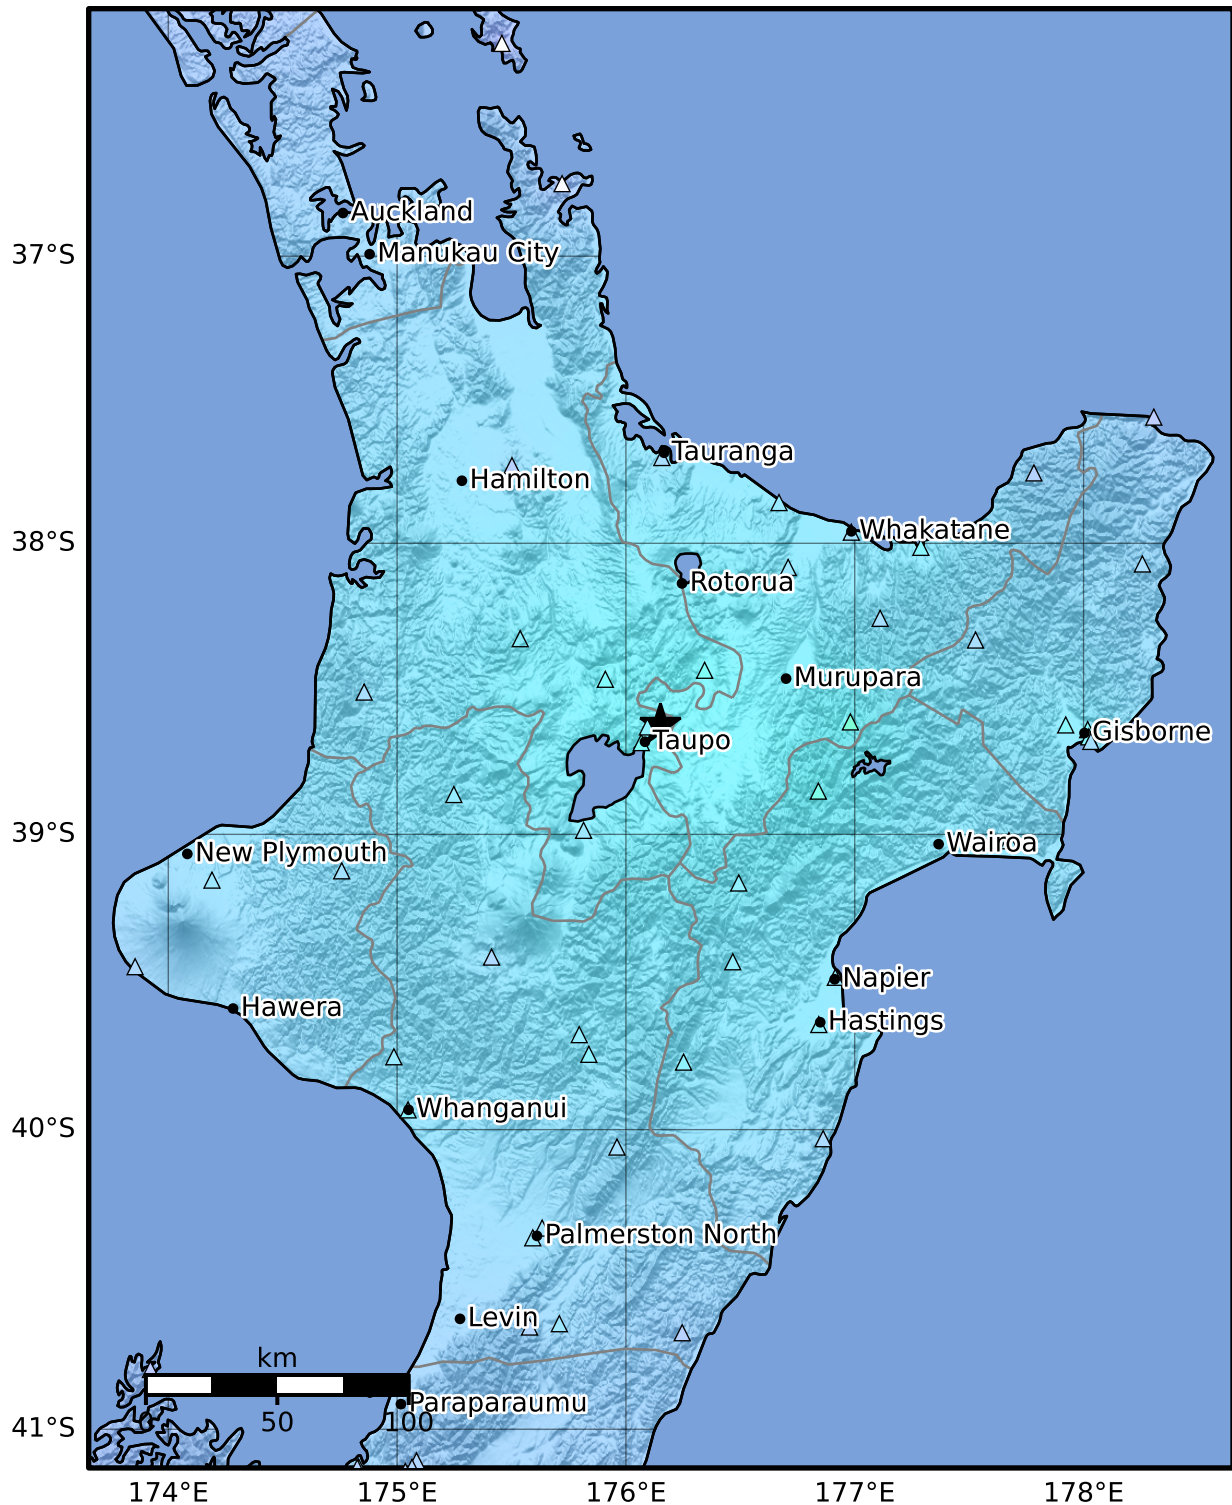 Auckland
Manukau City
37°S
Tauranga
Hamilton
Whakatane
38°S
Rotorua
Murupara
Gisborne
Taupo
39°S
Wairoa
New Plymouth
Napier
Hawera
Hastings
Whanganui
40°S
Palmerston North
Levin
km
Paraparaumu
50
100
41°S
174°E
175°E
176°E
177°E
178°E